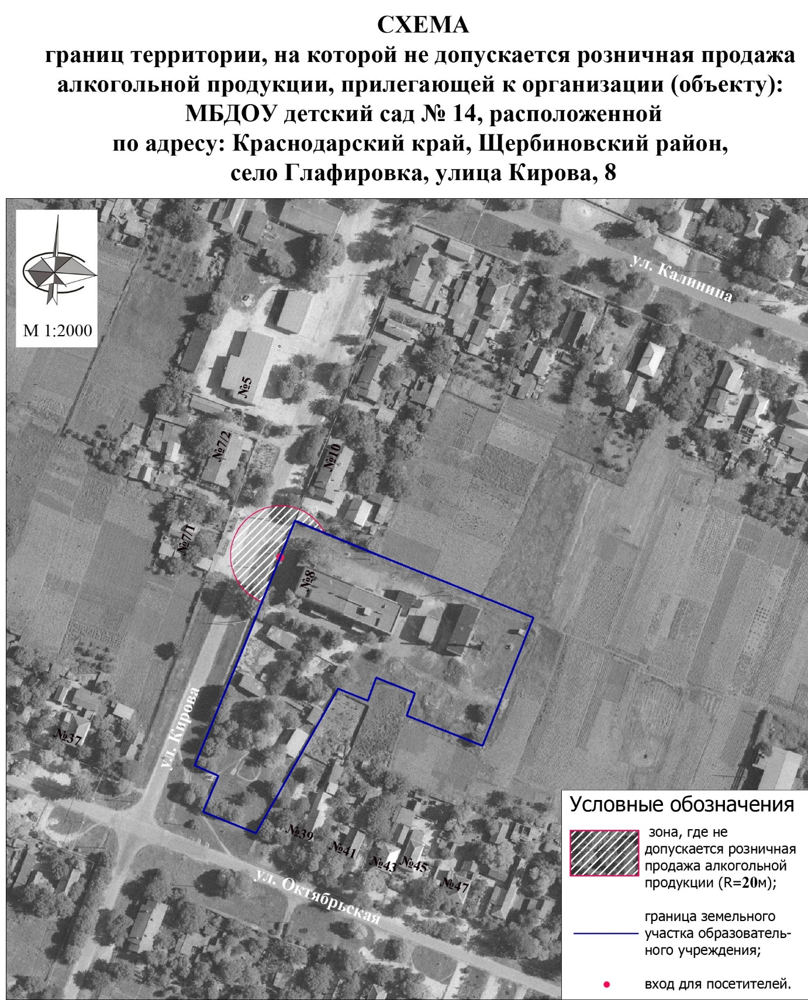 СХЕМА
границ территории, на которой не допускается розничная продажа
алкогольной продукции, прилегающей к организации (объекту):
МБДОУ детский сад № 14, расположенной
по адресу: Краснодарский край, Щербиновский район,
село Глафировка, улица Кирова, 8
М 1:2000
ул. Калинина
№5
№7/2
№10
№7/1
№8
ул. Кирова
№37
№39
№41
№43
№45
№47
ул. Октябрьская
Условные обозначения
зона, где не
допускается розничная
продажа алкогольной
продукции (R=20м);
граница земельного
участка образователь-
ного учреждения;
вход для посетителей.